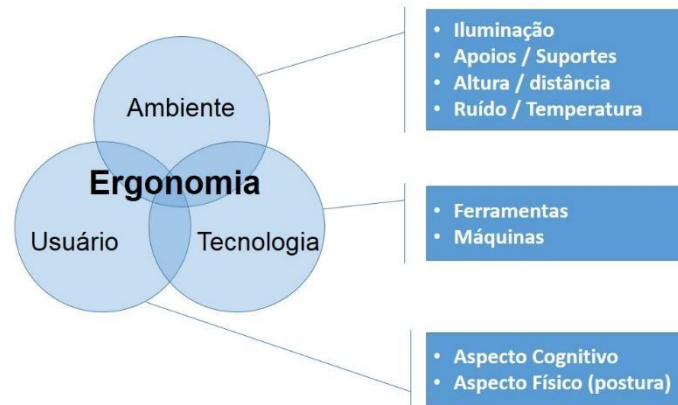 Ambiente
Ergonomia
Usuário
Tecnologia
• Iluminação
• Apoios / Suportes
• Altura / distância
• Ruído / Temperatura
• Ferramentas
• Máquinas
• Aspecto Cognitivo
• Aspecto Físico (postura)